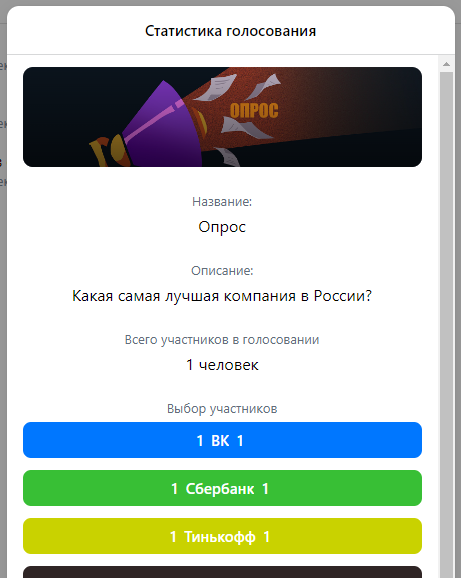 Статистика голосования
ОПРОС
Название:
Опрос
Описание:
Какая самая лучшая компания в России?
Всего участников в голосовании
1 человек
Выбор участников
1 ВК 1
1 Сбербанк 1
1 Тинькофф 1